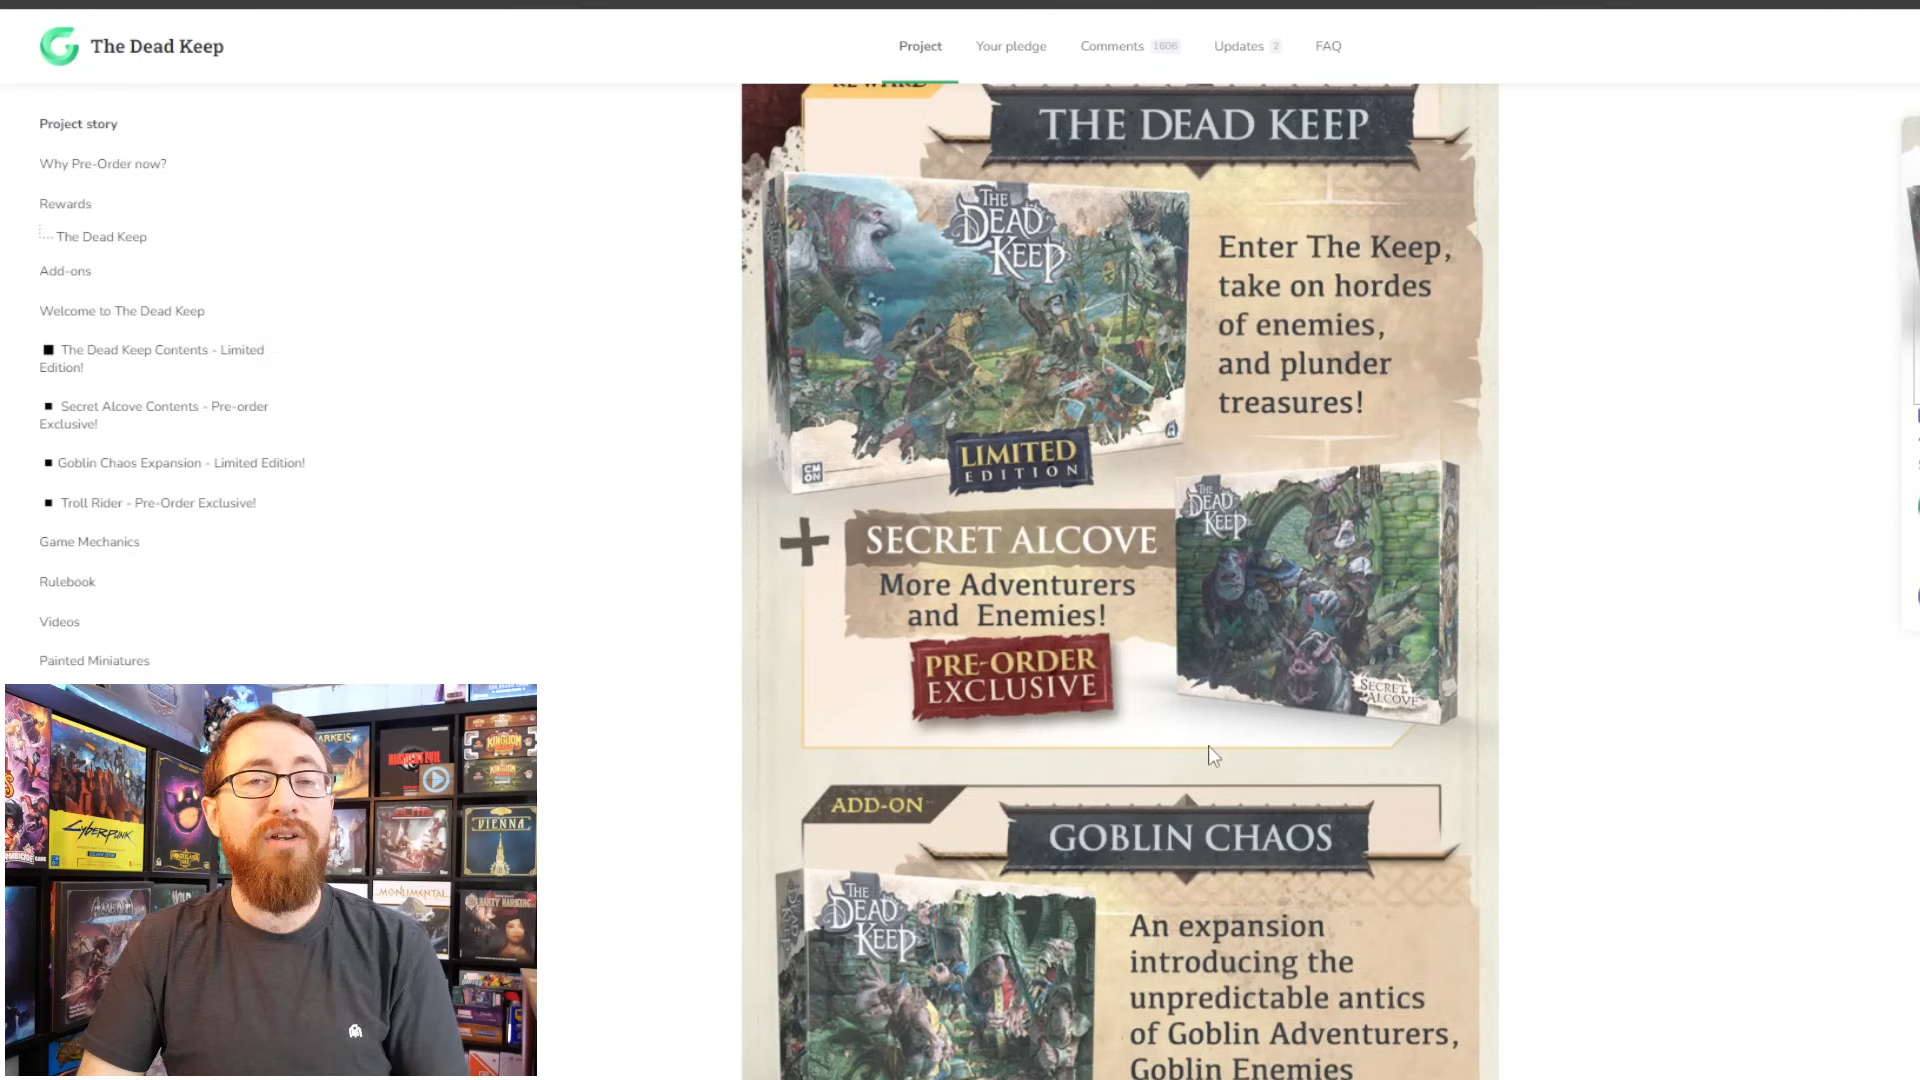 The Dead Keep
Project
Your pledge
Comments 1606
Updates 2
FAQ
Project story
Why Pre-Order now?
Rewards
The Dead Keep
Add-ons
Welcome to The Dead Keep
The Dead Keep Contents - Limited
Edition!
Secret Alcove Contents - Pre-order
Exclusive!
Goblin Chaos Expansion - Limited Edition!
Troll Rider - Pre-Order Exclusive!
Game Mechanics
Rulebook
Videos
Painted Miniatures
REWARD
THE DEAD KEEP
THE
DEAD
KEEP
Enter The Keep,
take on hordes
of enemies,
and plunder
treasures!
LIMITED
EDITION
CM
ON
+
SECRET ALCOVE
More Adventurers
and Enemies!
PRE-ORDER
EXCLUSIVE
THE
DEAD
KEEP
SECRET
ALCOVE
ADD-ON
GOBLIN CHAOS
THE
DEAD
KEEP
An expansion
introducing the
unpredictable antics
of Goblin Adventurers,
Goblin Enemies
CYBERPUNK
VIENNA
MONUMENTAL
KINGDOM